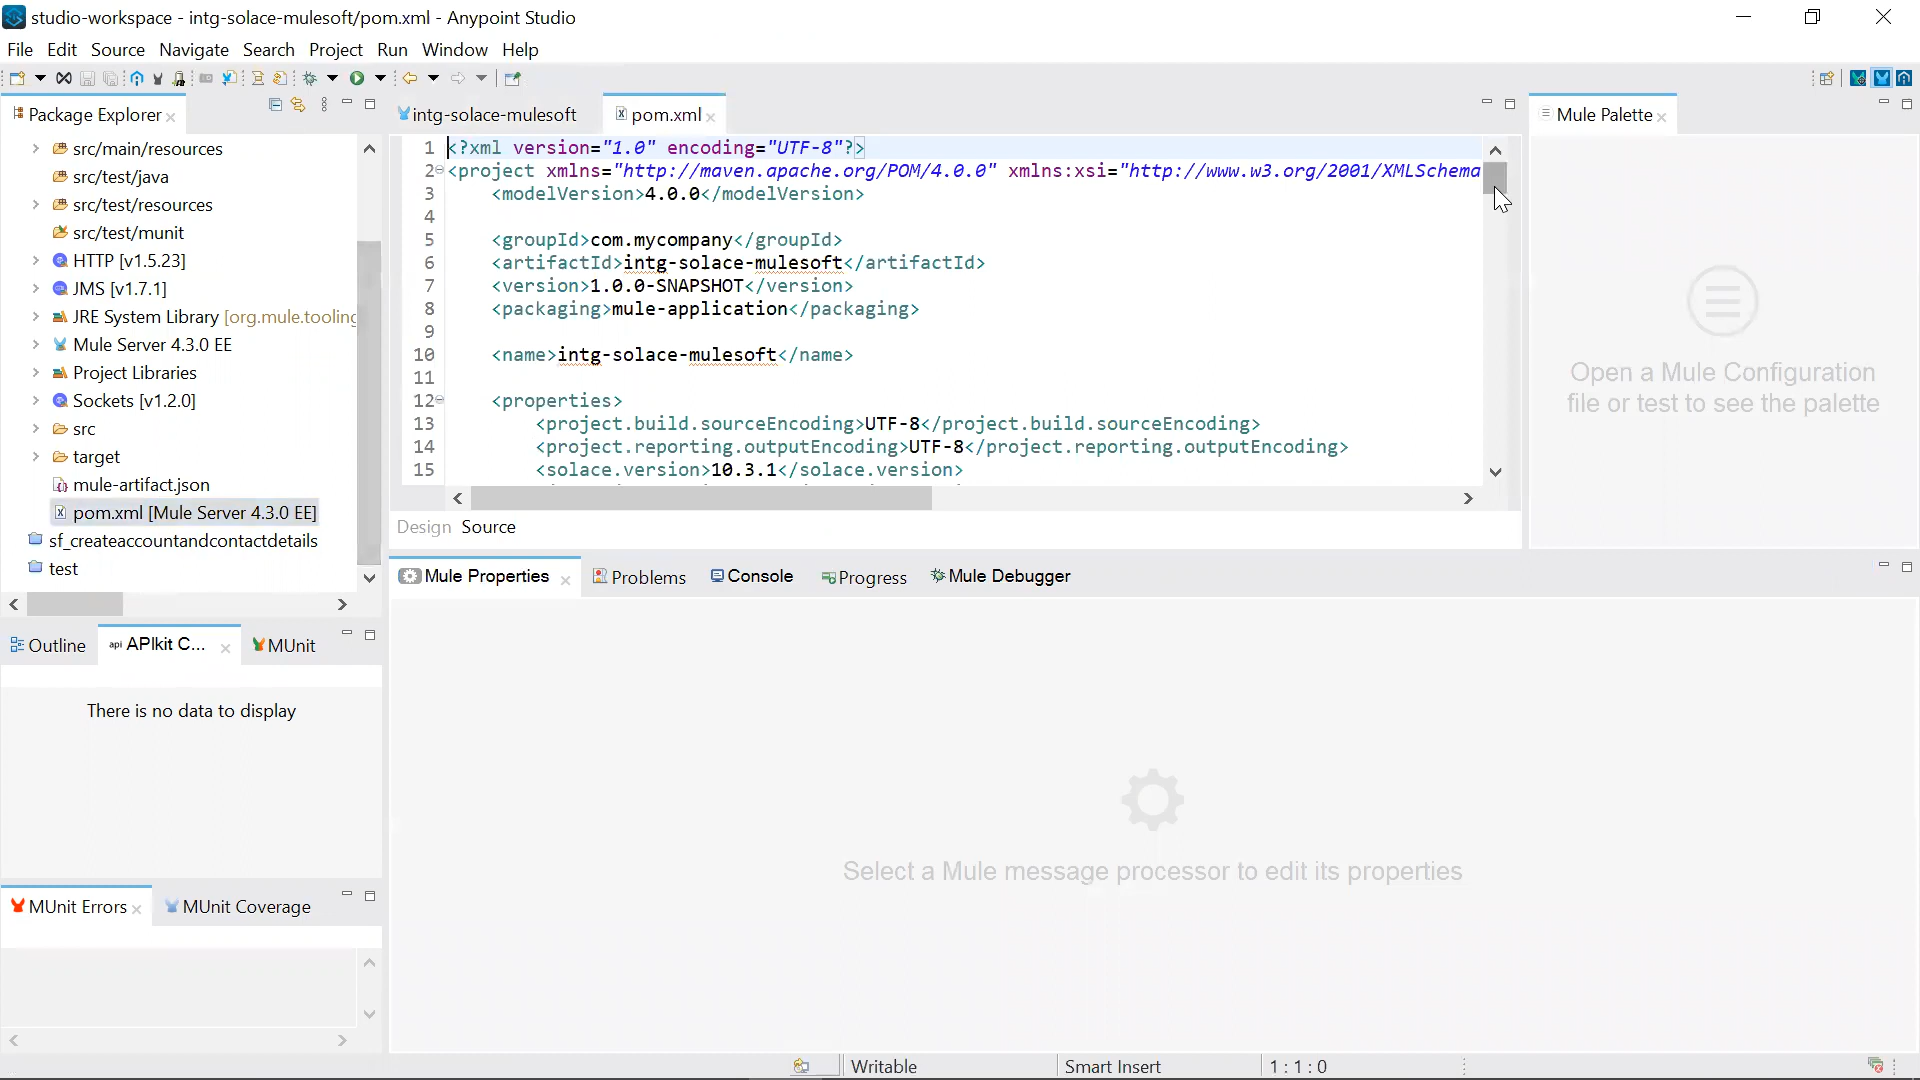 studio-workspace - intg-solace-mulesoft/pom.xml - Anypoint Studio
File Edit Source Navigate Search Project Run Window Help
Package Explorer
src/main/resources
src/test/java
src/test/resources
src/test/munit
HTTP [v1.5.23]
JMS [v1.7.1]
JRE System Library [org.mule.tooling
Mule Server 4.3.0 EE
Project Libraries
Sockets [v1.2.0]
src
target
mule-artifact.json
pom.xml [Mule Server 4.3.0 EE]
sf_createaccountandcontactdetails
test
intg-solace-mulesoft pom.xml
1 <?xml version="1.0" encoding="UTF-8"?>
2 <project xmlns="http://maven.apache.org/POM/4.0.0" xmlns:xsi="http://www.w3.org/2001/XMLSchema
3 <modelVersion>4.0.0</modelVersion>
4
5 <groupId>com.mycompany</groupId>
6 <artifactId>intg-solace-mulesoft</artifactId>
7 <version>1.0.0-SNAPSHOT</version>
8 <packaging>mule-application</packaging>
9
10 <name>intg-solace-mulesoft</name>
11
12 <properties>
13 <project.build.sourceEncoding>UTF-8</project.build.sourceEncoding>
14 <project.reporting.outputEncoding>UTF-8</project.reporting.outputEncoding>
15 <solace.version>10.3.1</solace.version>
Design Source
Mule Palette
Open a Mule Configuration
file or test to see the palette
Outline api APIkit C... MUnit
There is no data to display
MUnit Errors MUnit Coverage
Mule Properties Problems Console Progress Mule Debugger
Select a Mule message processor to edit its properties
Writable Smart Insert 1 : 1 : 0